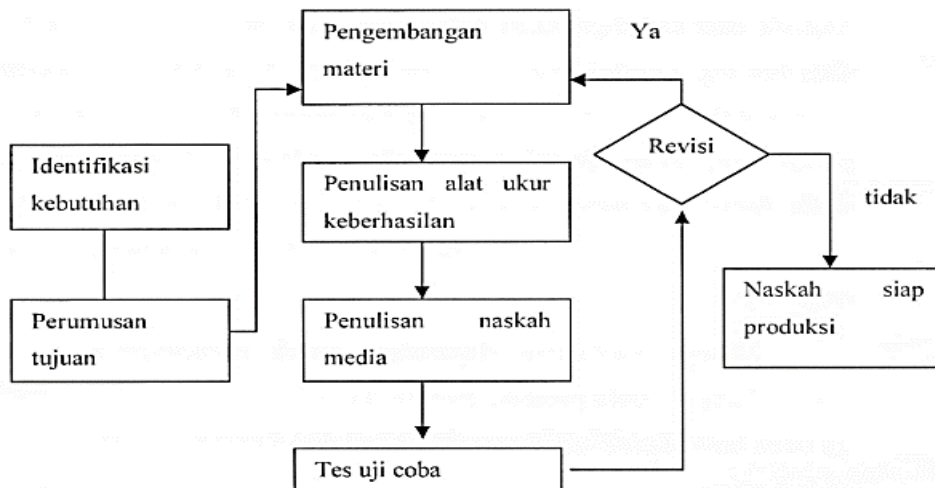 Pengembangan
materi
Ya
Identifikasi
kebutuhan
Revisi
Penulisan alat ukur
keberhasilan
tidak
Perumusan
tujuan
Penulisan naskah
media
Naskah siap
produksi
Tes uji coba